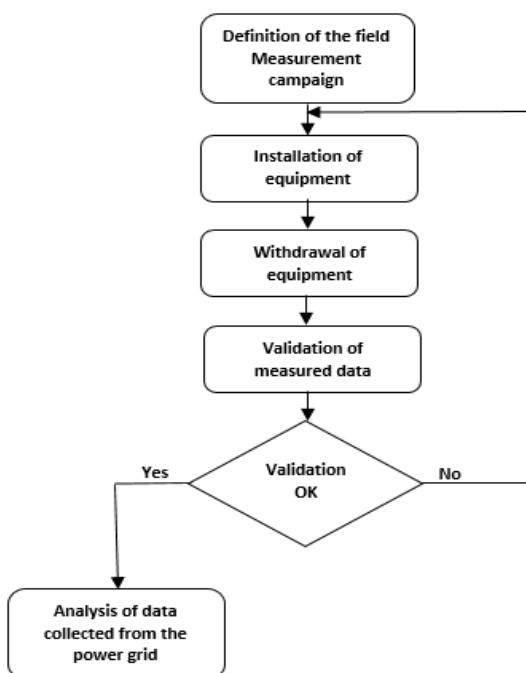 Definition of the field
Measurement
campaign
Installation of
equipment
Withdrawal of
equipment
Validation of
measured data
Validation
OK
Yes
No
Analysis of data
collected from the
power grid